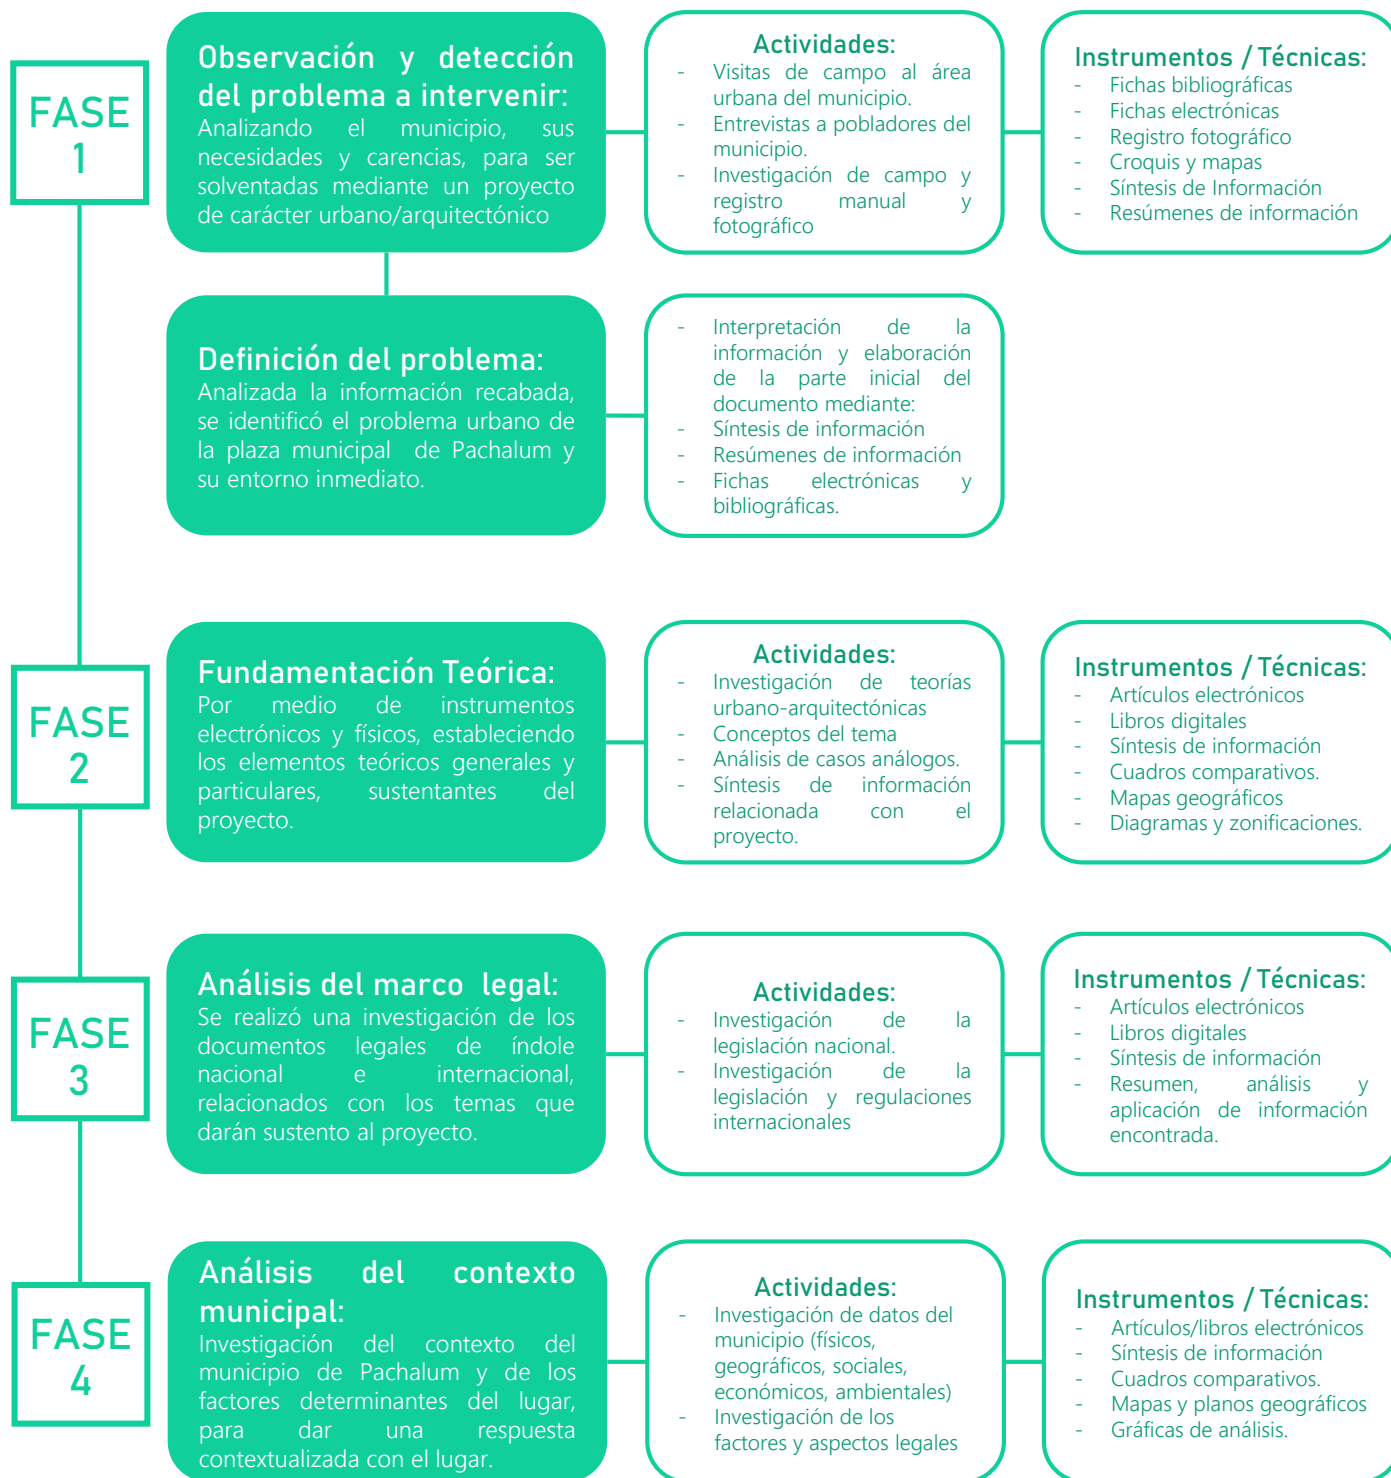 FASE
1
Observación y detección
del problema a intervenir:
Analizando el municipio, sus
necesidades y carencias, para ser
solventadas mediante un proyecto
de carácter urbano/arquitectónico
Actividades:
- Visitas de campo al área
urbana del municipio.
- Entrevistas a pobladores del
municipio.
- Investigación de campo y
registro manual y
fotográfico
Instrumentos / Técnicas:
- Fichas bibliográficas
- Fichas electrónicas
- Registro fotográfico
- Croquis y mapas
- Síntesis de Información
- Resúmenes de información
Definición del problema:
Analizada la información recabada,
se identificó el problema urbano de
la plaza municipal de Pachalum y
su entorno inmediato.
- Interpretación de la
información y elaboración
de la parte inicial del
documento mediante:
- Síntesis de información
- Resúmenes de información
- Fichas electrónicas y
bibliográficas.
FASE
2
Fundamentación Teórica:
Por medio de instrumentos
electrónicos y físicos, estableciendo
los elementos teóricos generales y
particulares, sustentantes del
proyecto.
Actividades:
- Investigación de teorías
urbano-arquitectónicas
- Conceptos del tema
- Análisis de casos análogos.
- Síntesis de información
relacionada con el
proyecto.
Instrumentos / Técnicas:
- Artículos electrónicos
- Libros digitales
- Síntesis de información
- Cuadros comparativos.
- Mapas geográficos
- Diagramas y zonificaciones.
FASE
3
Análisis del marco legal:
Se realizó una investigación de los
documentos legales de índole
nacional e internacional,
relacionados con los temas que
darán sustento al proyecto.
Actividades:
- Investigación de la
legislación nacional.
- Investigación de la
legislación y regulaciones
internacionales
Instrumentos / Técnicas:
- Artículos electrónicos
- Libros digitales
- Síntesis de información
- Resumen, análisis y
aplicación de información
encontrada.
FASE
4
Análisis del contexto
municipal:
Investigación del contexto del
municipio de Pachalum y de los
factores determinantes del lugar,
para dar una respuesta
contextualizada con el lugar.
Actividades:
- Investigación de datos del
municipio (físicos,
geográficos, sociales,
económicos, ambientales)
- Investigación de los
factores y aspectos legales
Instrumentos / Técnicas:
- Artículos/libros electrónicos
- Síntesis de información
- Cuadros comparativos.
- Mapas y planos geográficos
- Gráficas de análisis.